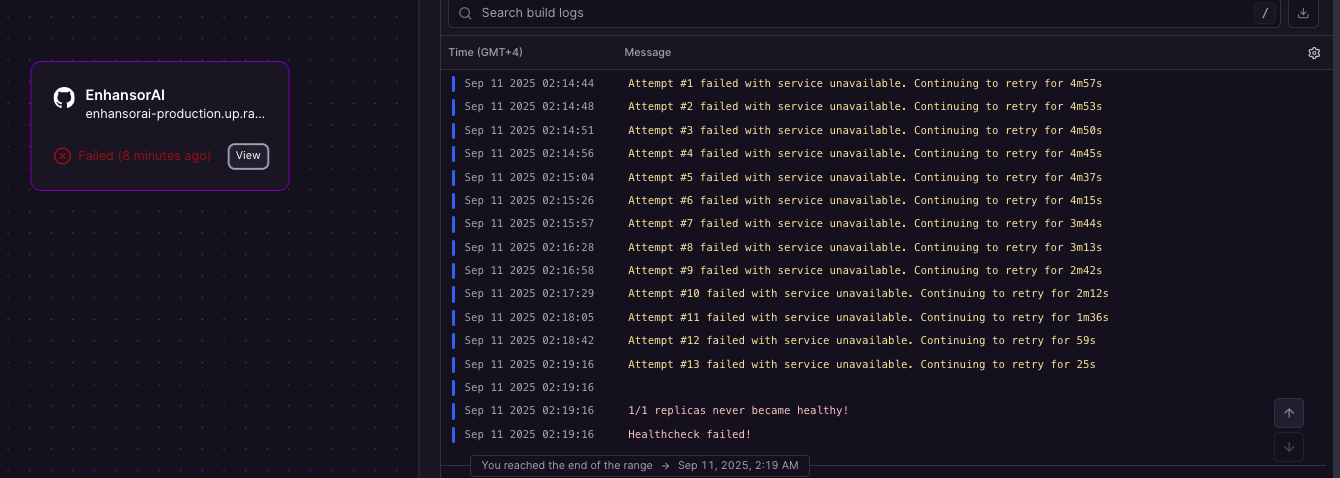 Search build logs
/
Time (GMT+4) Message
EnhansorAI
enhansorai-production.up.ra...
Failed (8 minutes ago)
View
Sep 11 2025 02:14:44 Attempt #1 failed with service unavailable. Continuing to retry for 4m57s
Sep 11 2025 02:14:48 Attempt #2 failed with service unavailable. Continuing to retry for 4m53s
Sep 11 2025 02:14:51 Attempt #3 failed with service unavailable. Continuing to retry for 4m50s
Sep 11 2025 02:14:56 Attempt #4 failed with service unavailable. Continuing to retry for 4m45s
Sep 11 2025 02:15:04 Attempt #5 failed with service unavailable. Continuing to retry for 4m37s
Sep 11 2025 02:15:26 Attempt #6 failed with service unavailable. Continuing to retry for 4m15s
Sep 11 2025 02:15:57 Attempt #7 failed with service unavailable. Continuing to retry for 3m44s
Sep 11 2025 02:16:28 Attempt #8 failed with service unavailable. Continuing to retry for 3m13s
Sep 11 2025 02:16:58 Attempt #9 failed with service unavailable. Continuing to retry for 2m42s
Sep 11 2025 02:17:29 Attempt #10 failed with service unavailable. Continuing to retry for 2m12s
Sep 11 2025 02:18:05 Attempt #11 failed with service unavailable. Continuing to retry for 1m36s
Sep 11 2025 02:18:42 Attempt #12 failed with service unavailable. Continuing to retry for 59s
Sep 11 2025 02:19:16 Attempt #13 failed with service unavailable. Continuing to retry for 25s
Sep 11 2025 02:19:16
Sep 11 2025 02:19:16 1/1 replicas never became healthy!
Sep 11 2025 02:19:16 Healthcheck failed!
You reached the end of the range → Sep 11, 2025, 2:19 AM